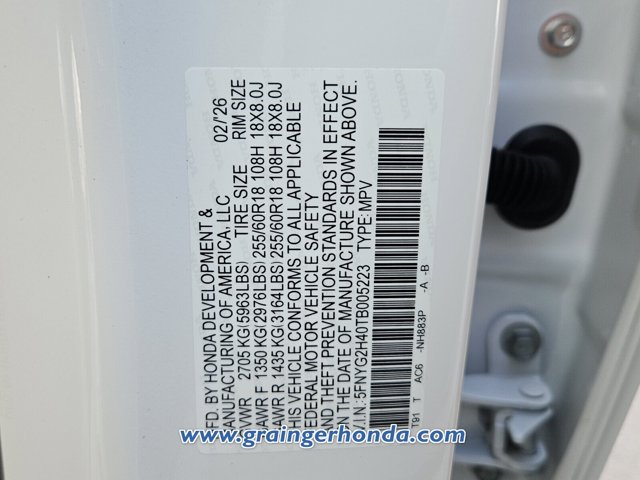 MFD. BY HONDA DEVELOPMENT &
MANUFACTURING OF AMERICA, LLC 02/'26
GVWR 2705 KG(5963LBS) TIRE SIZE RIM SIZE
GAWR F 1350 KG(2976LBS) 255/60R18 108H 18X8.0J
GAWR R 1435 KG(3164LBS) 255/60R18 108H 18X8.0J
THIS VEHICLE CONFORMS TO ALL APPLICABLE
FEDERAL MOTOR VEHICLE SAFETY
AND THEFT PREVENTION STANDARDS IN EFFECT
ON THE DATE OF MANUFACTURE SHOWN ABOVE.
V.I.N.: 5FNYG2H40TB005223 TYPE: MPV
T91 T AC6 -NH883P -A -B
www.graingerhonda.com